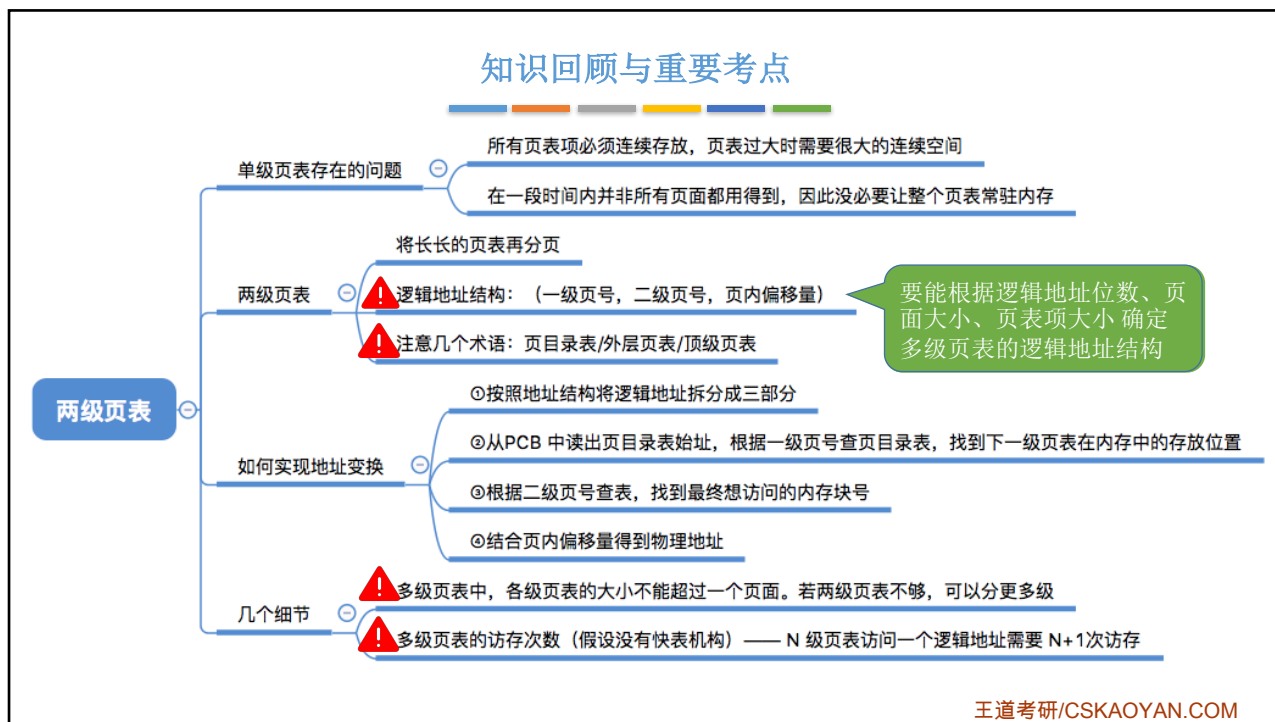 知识回顾与重要考点
单级页表存在的问题
所有页表项必须连续存放，页表过大时需要很大的连续空间
在一段时间内并非所有页面都用得到，因此没必要让整个页表常驻内存
两级页表
将长长的页表再分页
逻辑地址结构：（一级页号，二级页号，页内偏移量）
注意几个术语：页目录表/外层页表/顶级页表
要能根据逻辑地址位数、页
面大小、页表项大小 确定
多级页表的逻辑地址结构
两级页表
如何实现地址变换
①按照地址结构将逻辑地址拆分成三部分
②从PCB 中读出页目录表始址，根据一级页号查页目录表，找到下一级页表在内存中的存放位置
③根据二级页号查表，找到最终想访问的内存块号
④结合页内偏移量得到物理地址
几个细节
多级页表中，各级页表的大小不能超过一个页面。若两级页表不够，可以分更多级
多级页表的访存次数（假设没有快表机构）—— N 级页表访问一个逻辑地址需要 N+1次访存
王道考研/CSKAOYAN.COM